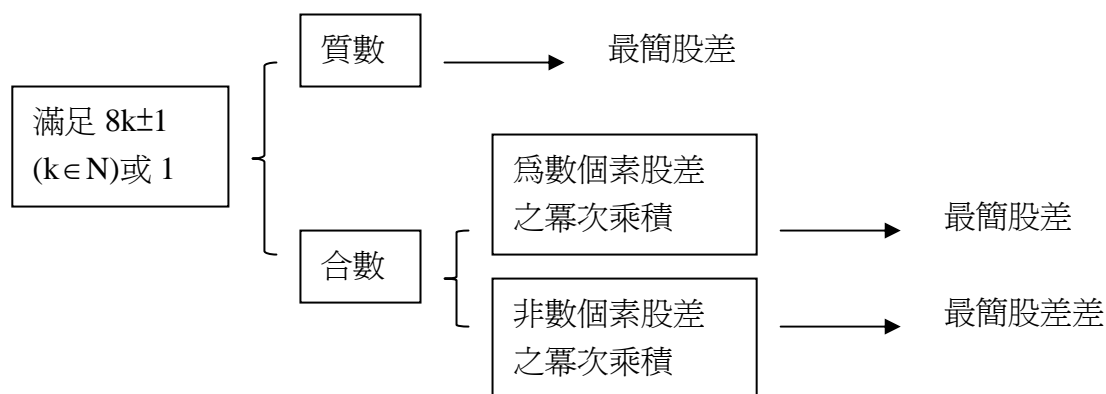 質數
最簡股差
滿足 8k±1
(k∈N)或 1
爲數個素股差
之冪次乘積
最簡股差
合數
非數個素股差
之冪次乘積
最簡股差差